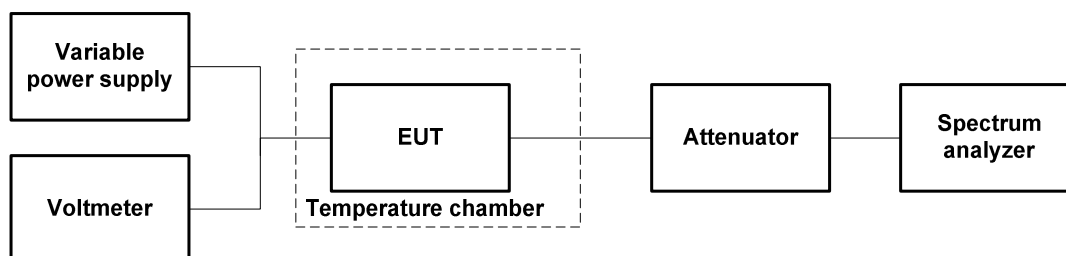 Variable
power supply
Voltmeter
EUT
Temperature chamber
Attenuator
Spectrum
analyzer